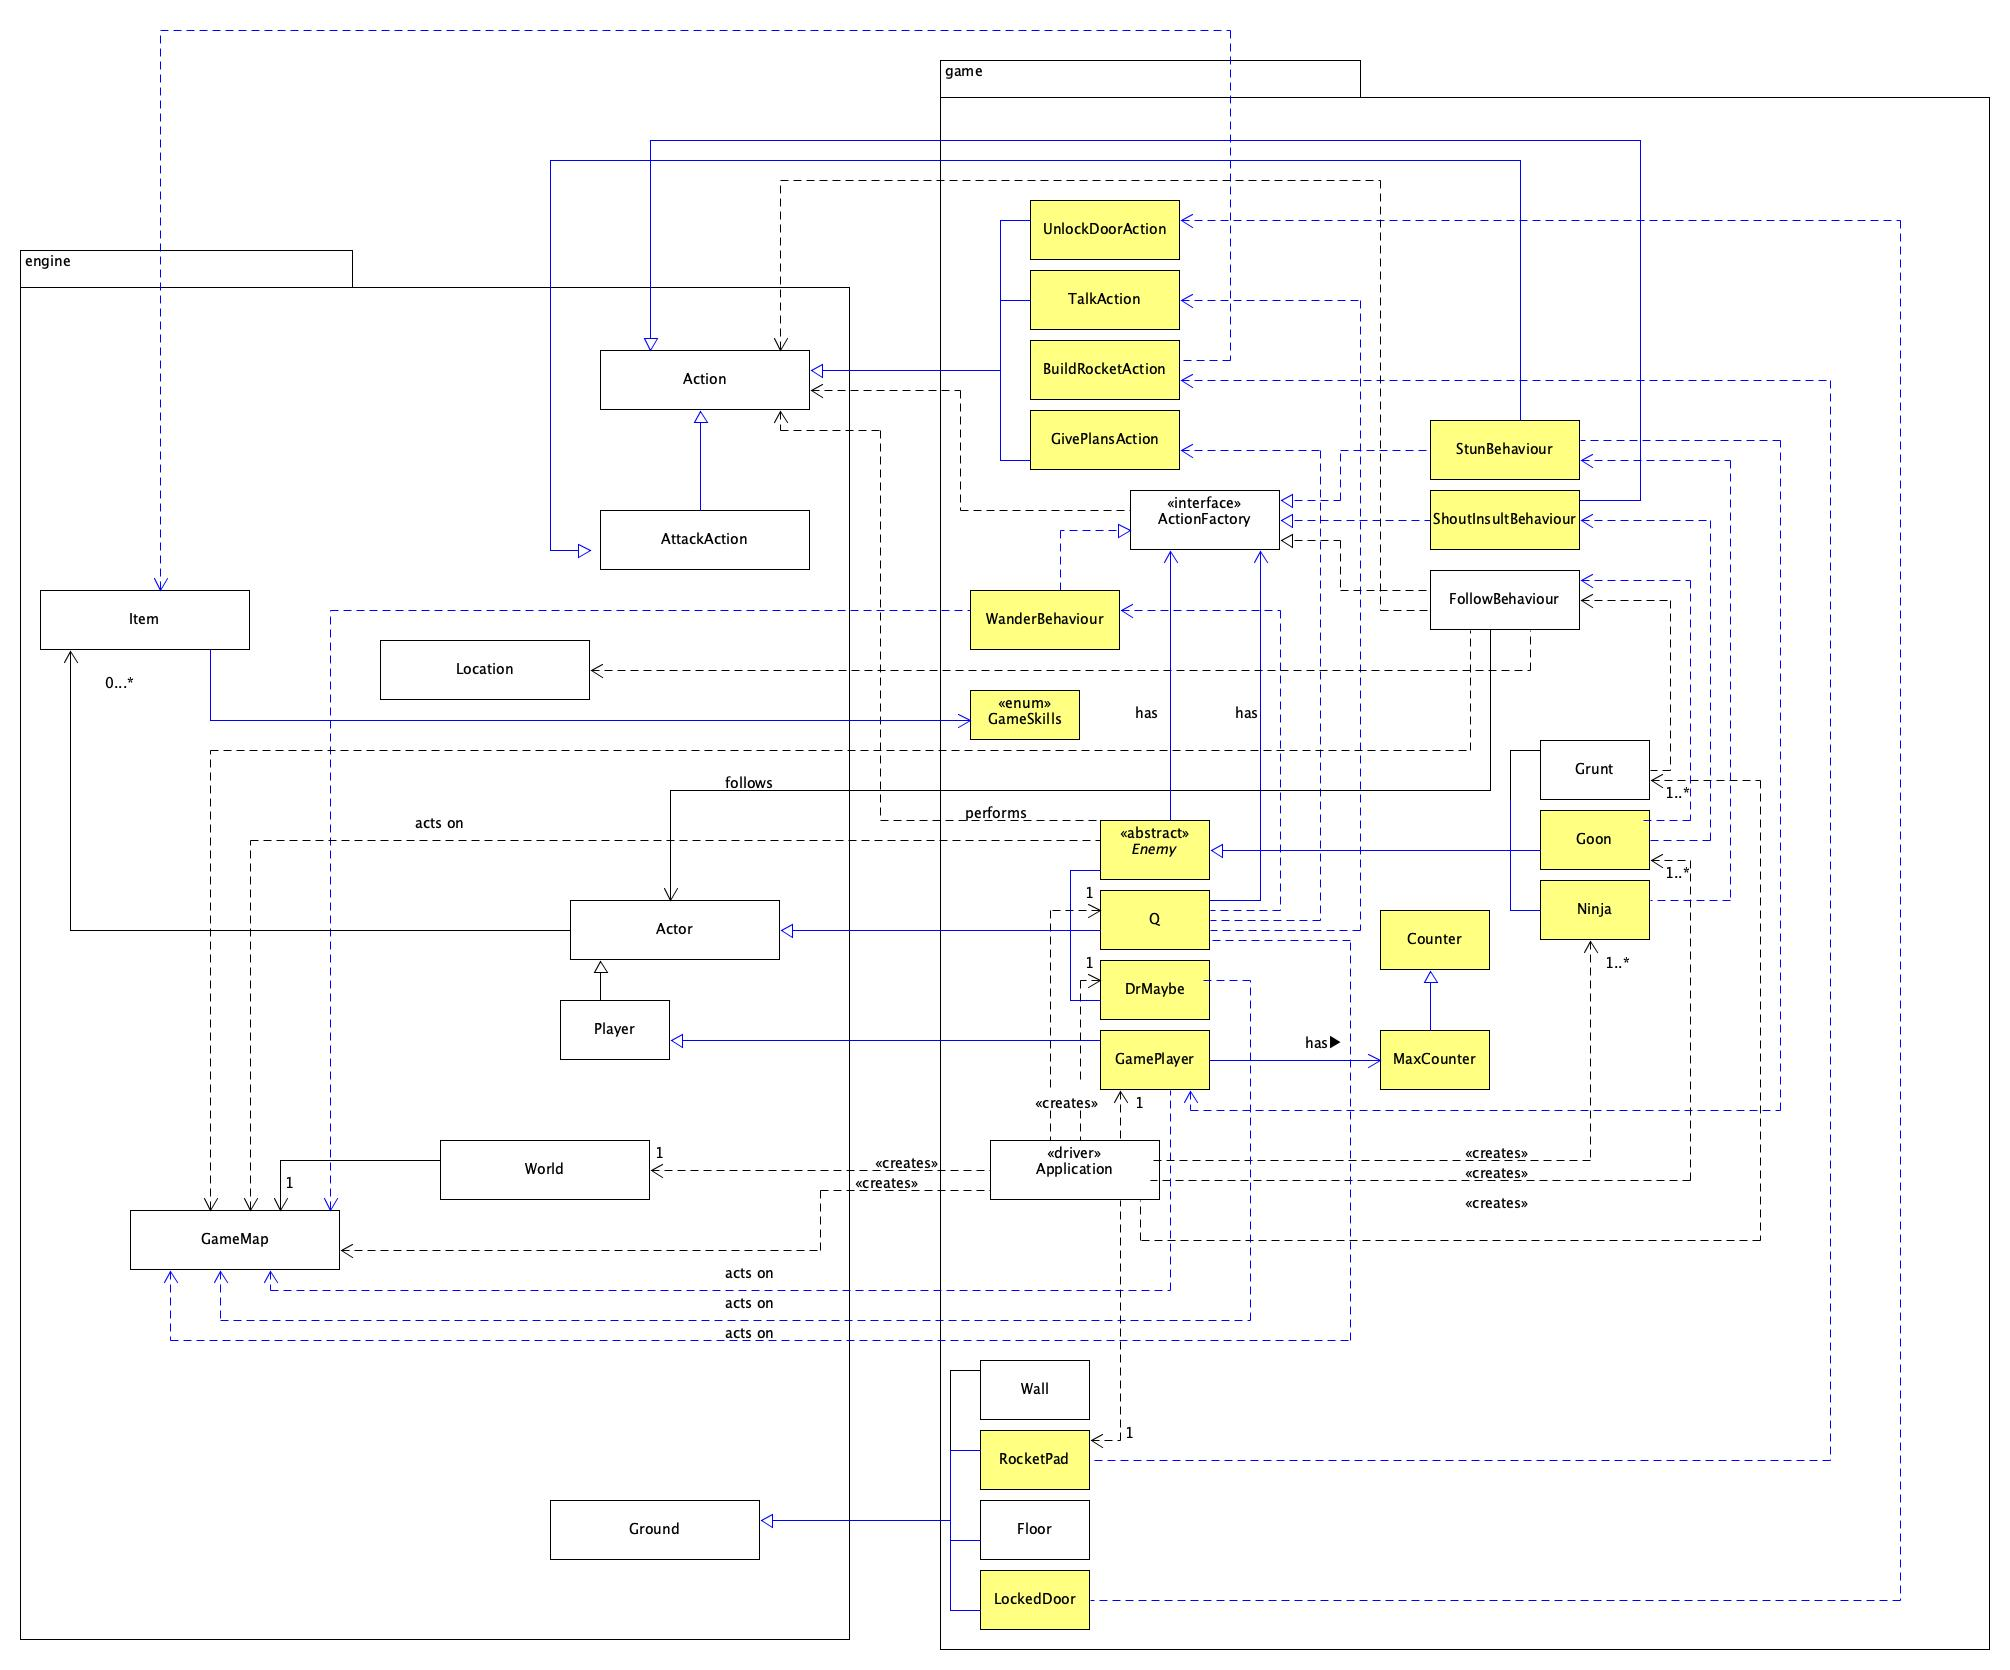 game
engine
UnlockDoorAction
TalkAction
BuildRocketAction
Action
GivePlansAction
StunBehaviour
«interface»
ActionFactory
ShoutInsultBehaviour
AttackAction
Item
WanderBehaviour
FollowBehaviour
Location
0...*
«enum»
GameSkills
has
has
Grunt
follows
1..*
performs
acts on
«abstract»
Enemy
Goon
1..*
1
Q
Ninja
Actor
Counter
1
1..*
DrMaybe
Player
has
GamePlayer
MaxCounter
«creates»
1
World
1
«driver»
Application
«creates»
«creates»
«creates»
«creates»
1
«creates»
GameMap
acts on
acts on
acts on
Wall
1
RocketPad
Ground
Floor
LockedDoor